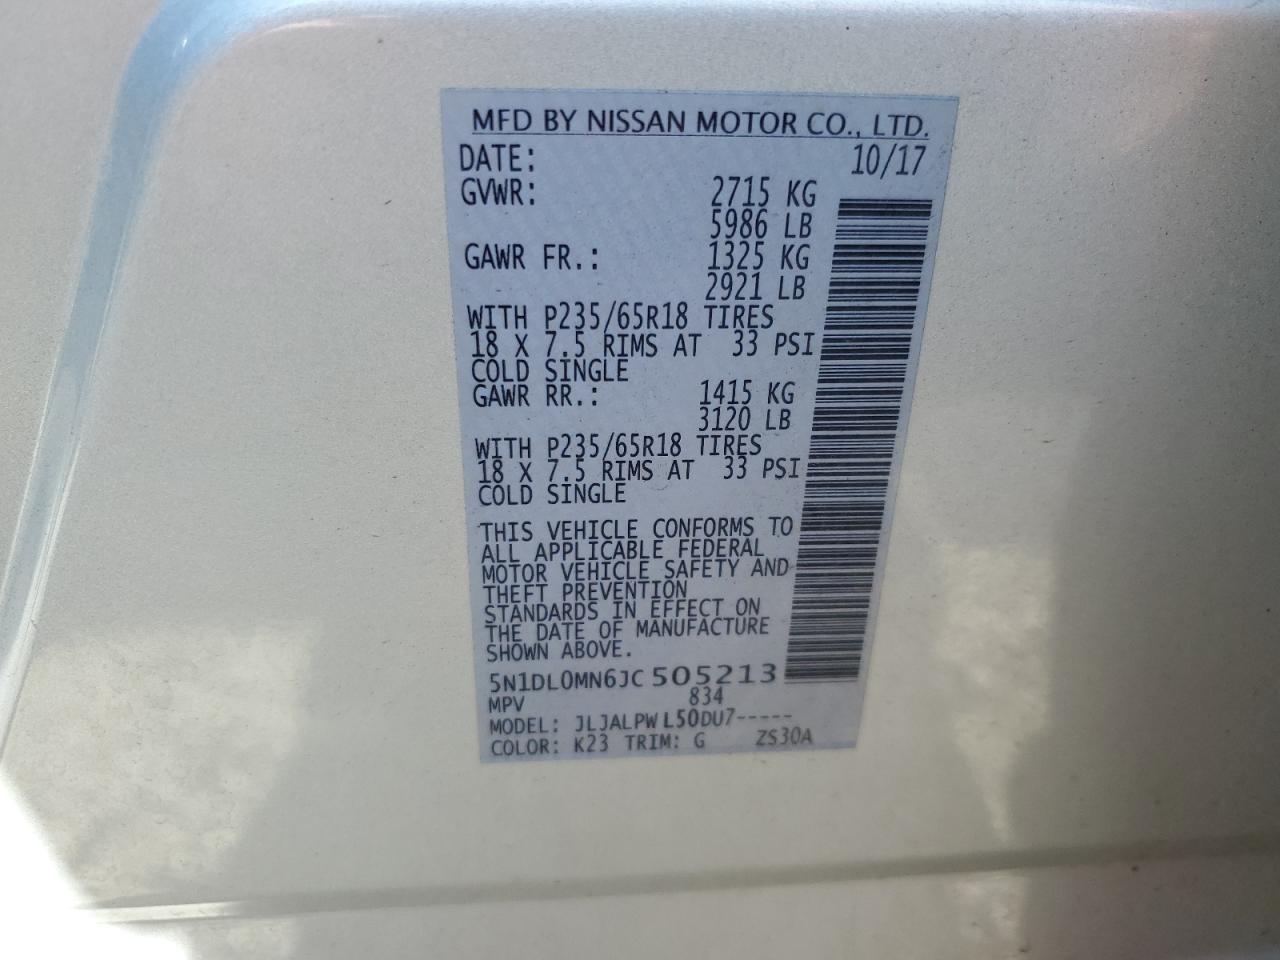 MFD BY NISSAN MOTOR CO., LTD.
DATE: 10/17
GVWR: 2715 KG
5986 LB
GAWR FR.: 1325 KG
2921 LB
WITH P235/65R18 TIRES
18 X 7.5 RIMS AT 33 PSI
COLD SINGLE
GAWR RR.: 1415 KG
3120 LB
WITH P235/65R18 TIRES
18 X 7.5 RIMS AT 33 PSI
COLD SINGLE
THIS VEHICLE CONFORMS TO
ALL APPLICABLE FEDERAL
MOTOR VEHICLE SAFETY AND
THEFT PREVENTION
STANDARDS IN EFFECT ON
THE DATE OF MANUFACTURE
SHOWN ABOVE.
5N1DL0MN6JC 505213
MPV 834
MODEL: JLJALPW L50DU7-----
COLOR: K23 TRIM: G ZS30A